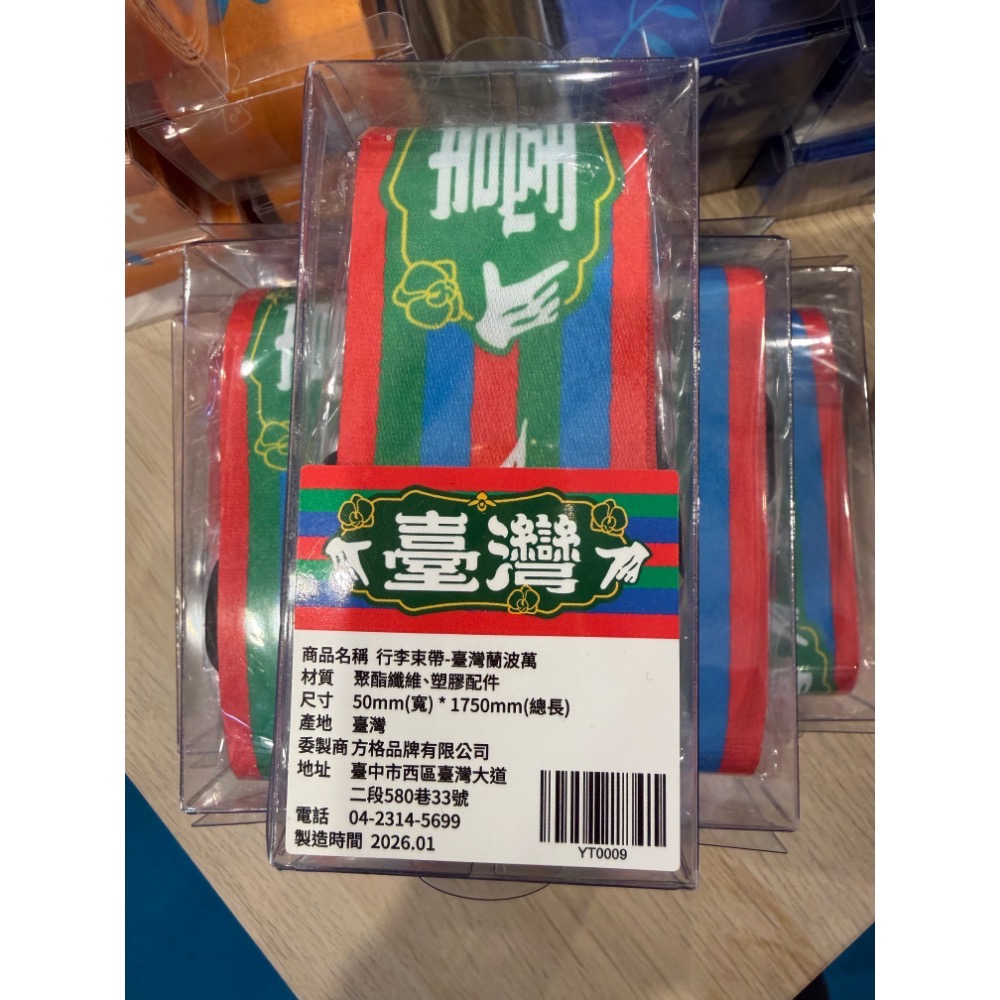 臺
臺灣
商品名稱 行李束帶-臺灣蘭波萬
材質 聚酯纖維、塑膠配件
尺寸 50mm(寬) * 1750mm(總長)
產地 臺灣
委製商 方格品牌有限公司
地址 臺中市西區臺灣大道
二段580巷33號
電話 04-2314-5699
製造時間 2026.01
YT0009